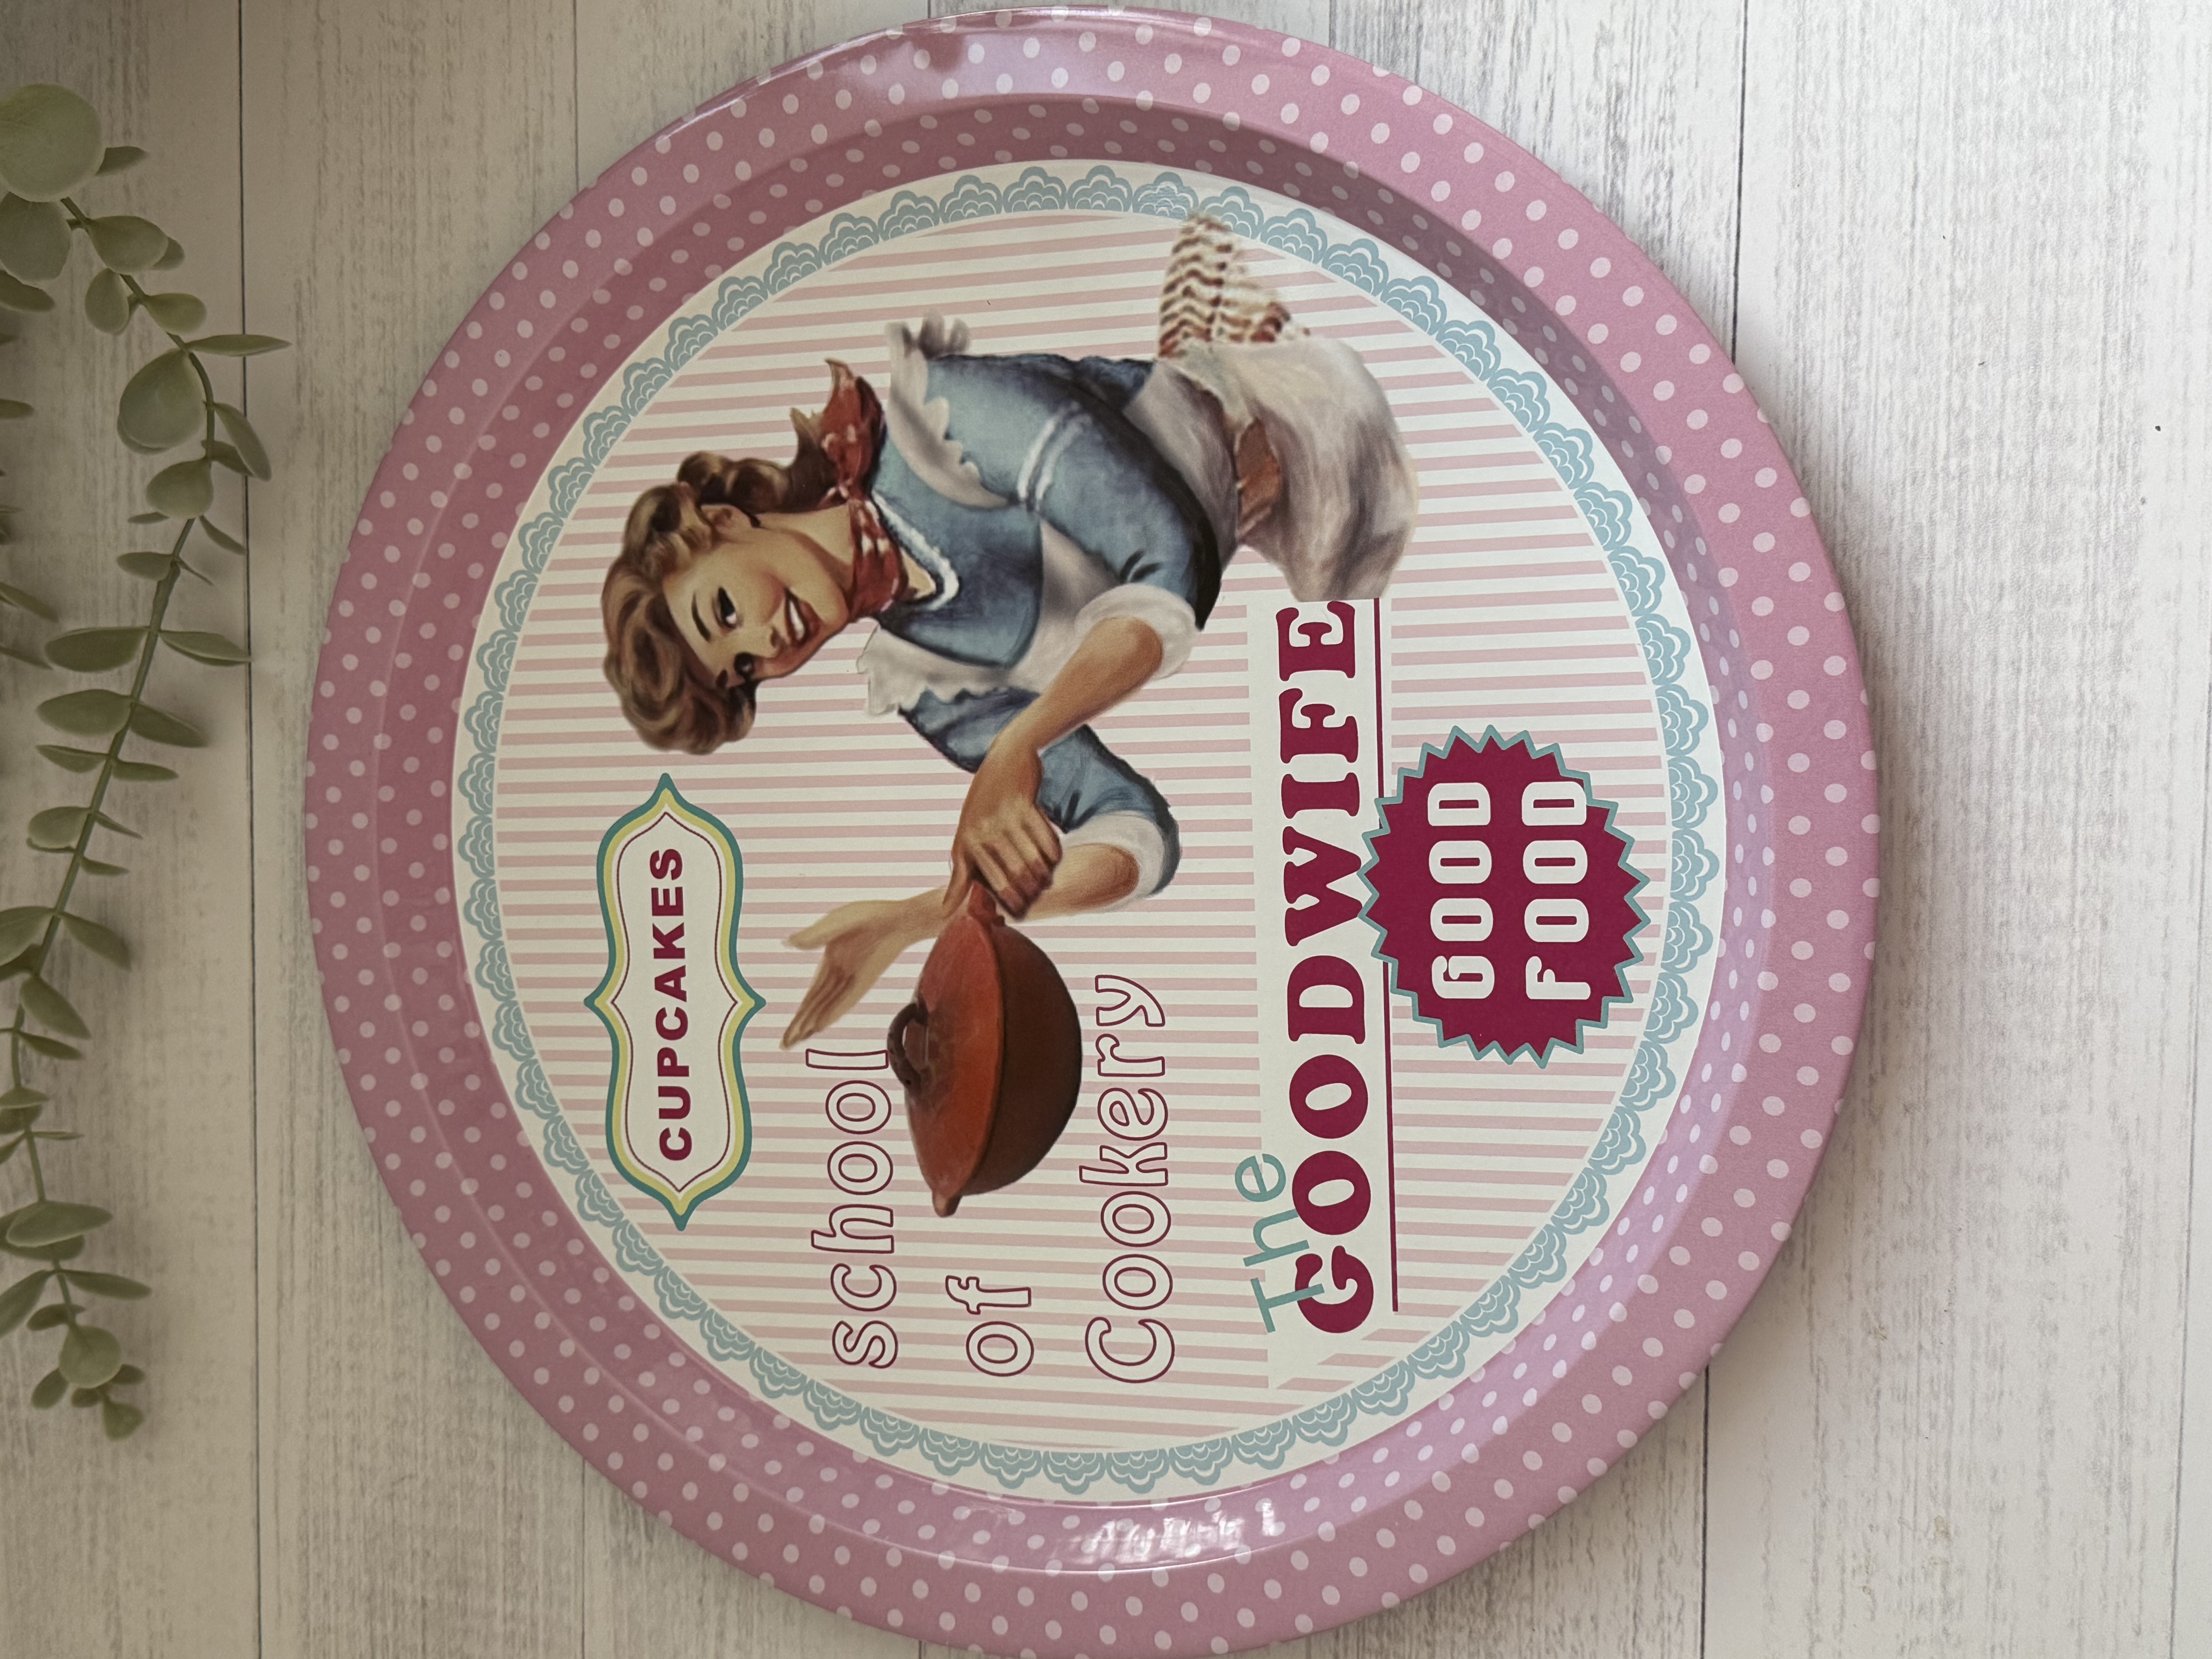 CUPCAKES
school
of
Cookery
The
GOODWIFE
GOOD
FOOD